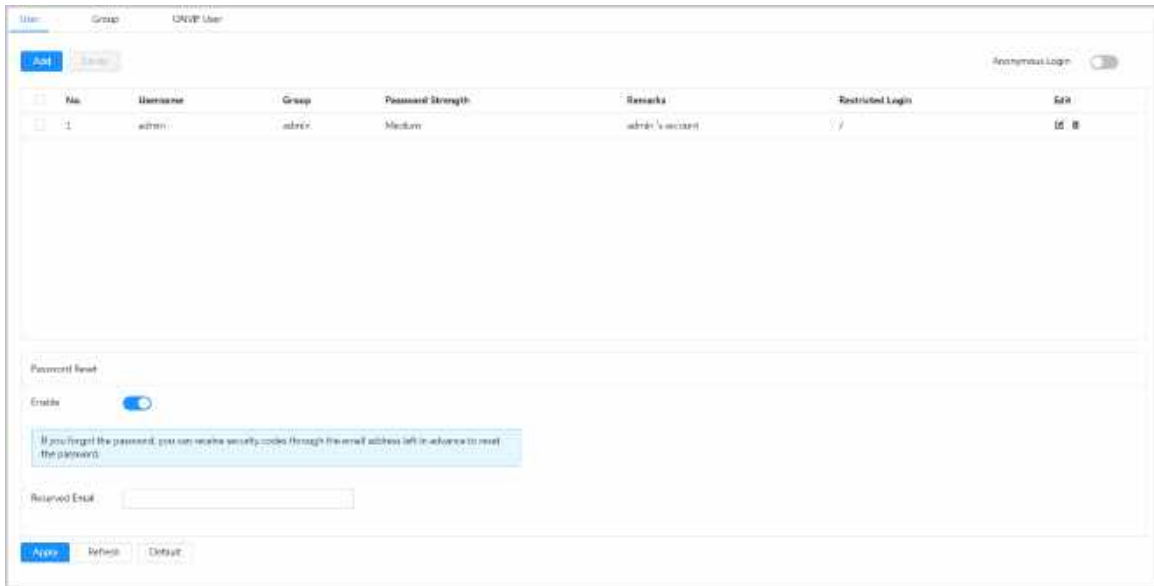 User Group ONVIF User
Add Delete Anonymous Login
No. Username Group Password Strength Remarks Restricted Login Edit
1 admin admin Medium admin 's account /
Password Reset
Enable
If you forgot the password, you can receive security codes through the email address left in advance to reset
the password.
Reserved Email
Apply Refresh Default